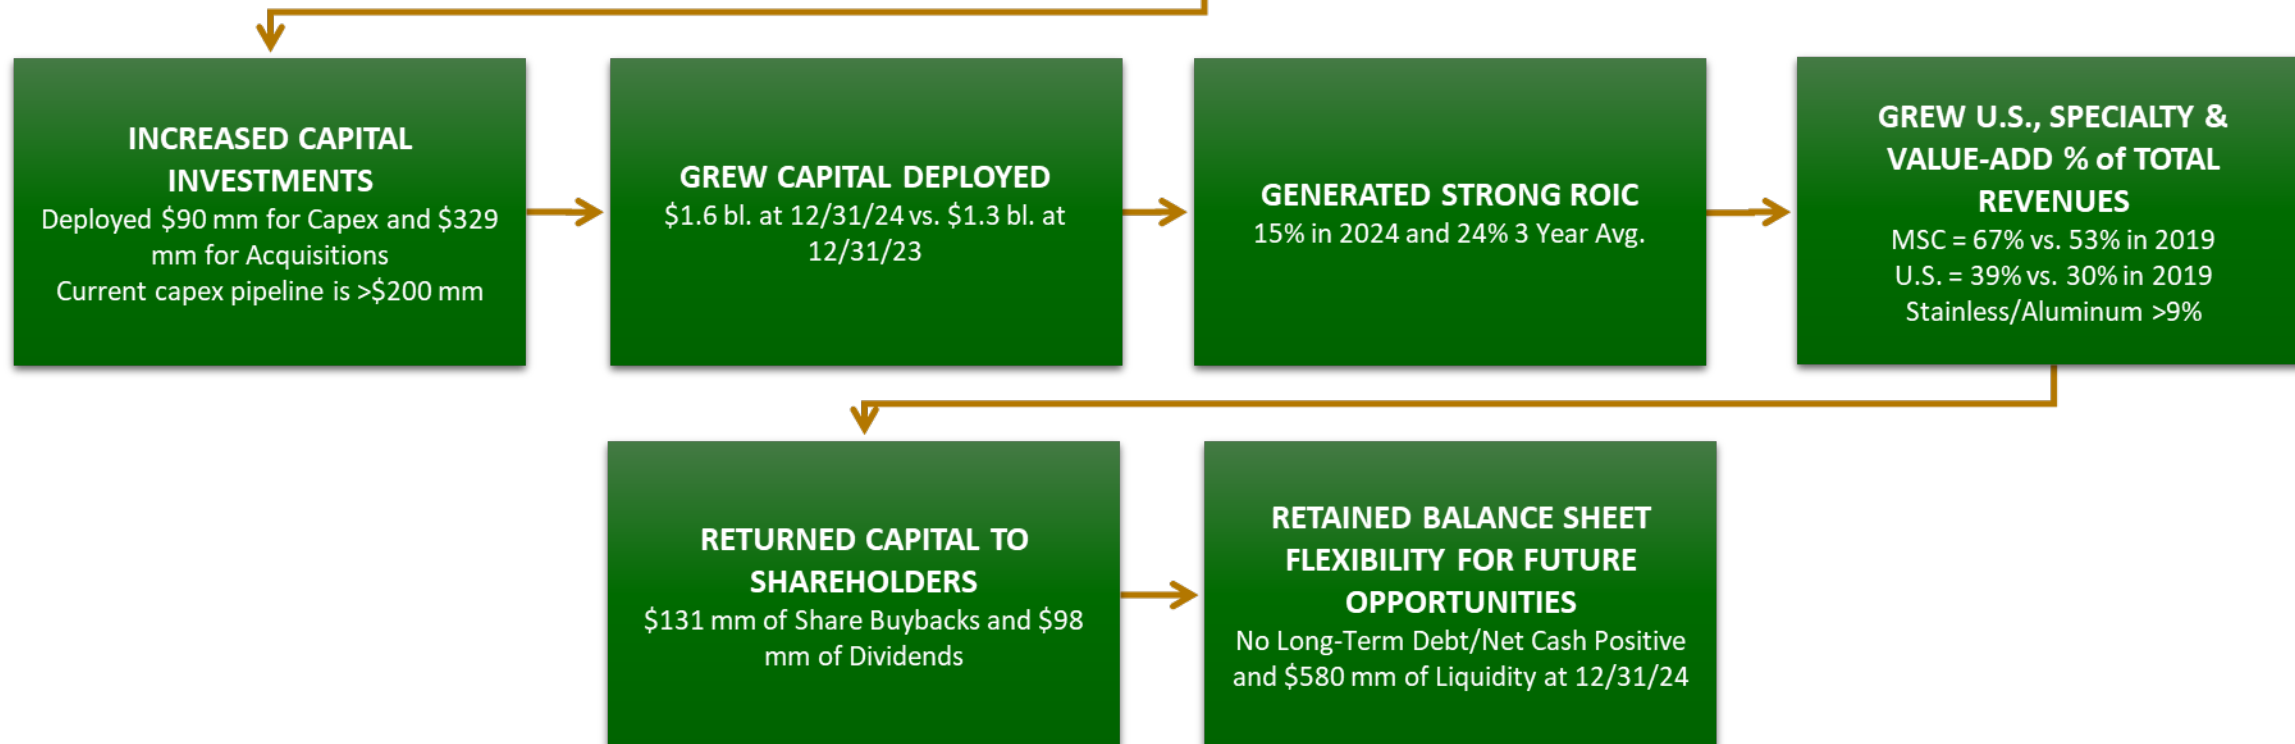 INCREASED CAPITAL
INVESTMENTS
Deployed $90 mm for Capex and $329
mm for Acquisitions
Current capex pipeline is >$200 mm
GREW CAPITAL DEPLOYED
$1.6 bl. at 12/31/24 vs. $1.3 bl. at
12/31/23
GENERATED STRONG ROIC
15% in 2024 and 24% 3 Year Avg.
GREW U.S., SPECIALTY &
VALUE-ADD % of TOTAL
REVENUES
MSC = 67% vs. 53% in 2019
U.S. = 39% vs. 30% in 2019
Stainless/Aluminum >9%
RETURNED CAPITAL TO
SHAREHOLDERS
$131 mm of Share Buybacks and $98
mm of Dividends
RETAINED BALANCE SHEET
FLEXIBILITY FOR FUTURE
OPPORTUNITIES
No Long-Term Debt/Net Cash Positive
and $580 mm of Liquidity at 12/31/24